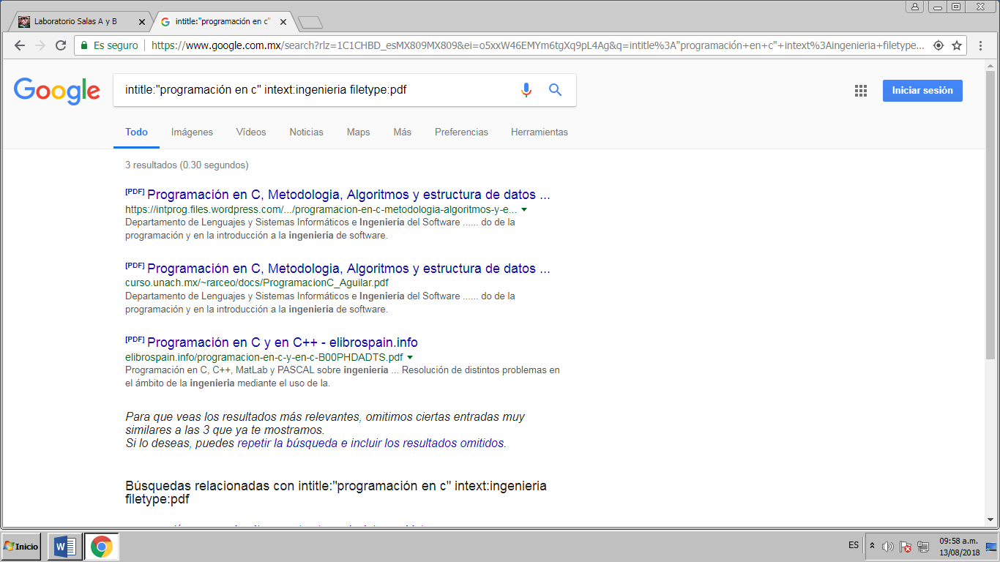 Laboratorio Salas A y B
intitle:"programación en c"
Es seguro
https://www.google.com.mx/search?rlz=1C1CHBD_esMX809MX809&ei=o5xxW46EMYm6tgXq9pL4Ag&q=intitle%3A"programación+en+c"+intext%3Aingenieria+filetype...
Google
intitle:"programación en c" intext:ingenieria filetype:pdf
Iniciar sesión
Todo Imágenes Vídeos Noticias Maps Más Preferencias Herramientas
3 resultados (0.30 segundos)
[PDF] Programación en C, Metodologia, Algoritmos y estructura de datos ...
https://intprog.files.wordpress.com/.../programacion-en-c-metodologia-algoritmos-y-e...
Departamento de Lenguajes y Sistemas Informáticos e Ingeniería del Software ...... do de la
programación y en la introducción a la ingeniería de software.
[PDF] Programación en C, Metodologia, Algoritmos y estructura de datos ...
curso.unach.mx/~rarceo/docs/ProgramacionC_Aguilar.pdf
Departamento de Lenguajes y Sistemas Informáticos e Ingeniería del Software ...... do de la
programación y en la introducción a la ingeniería de software.
[PDF] Programación en C y en C++ - elibrospain.info
elibrospain.info/programacion-en-c-y-en-c-B00PHDADTS.pdf
Programación en C, C++, MatLab y PASCAL sobre ingeniería ... Resolución de distintos problemas en
el ámbito de la ingenieria mediante el uso de la.
Para que veas los resultados más relevantes, omitimos ciertas entradas muy
similares a las 3 que ya te mostramos.
Si lo deseas, puedes repetir la búsqueda e incluir los resultados omitidos.
Búsquedas relacionadas con intitle:"programación en c" intext:ingenieria
filetype:pdf
Inicio
ES
09:58 a.m.
13/08/2018